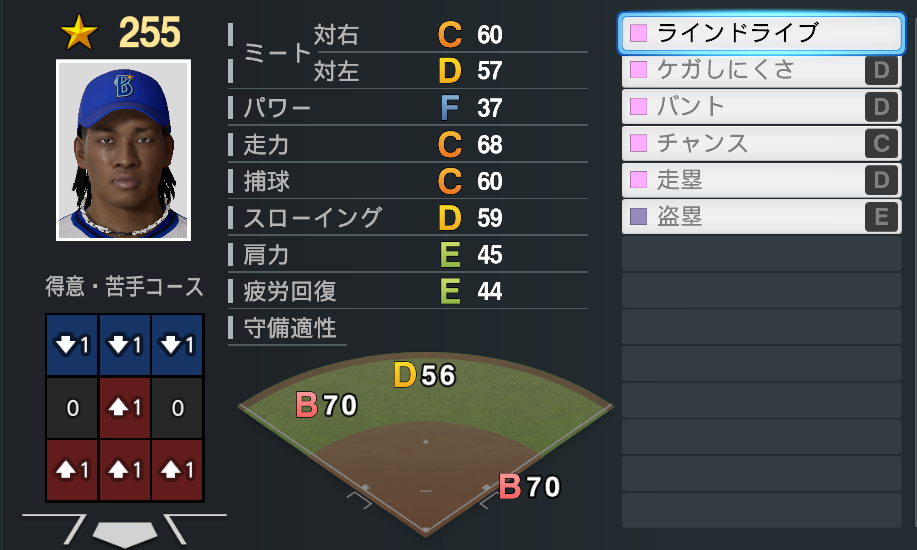 255
ミート
対右 C 60
対左 D 57
パワー F 37
走力 C 68
捕球 C 60
スローイング D 59
肩力 E 45
疲労回復 E 44
守備適性
D 56
B 70
B 70
得意・苦手コース
1 1 1
0 1 0
1 1 1
ラインドライブ
ケガしにくさ D
バント D
チャンス C
走塁 D
盗塁 E
B